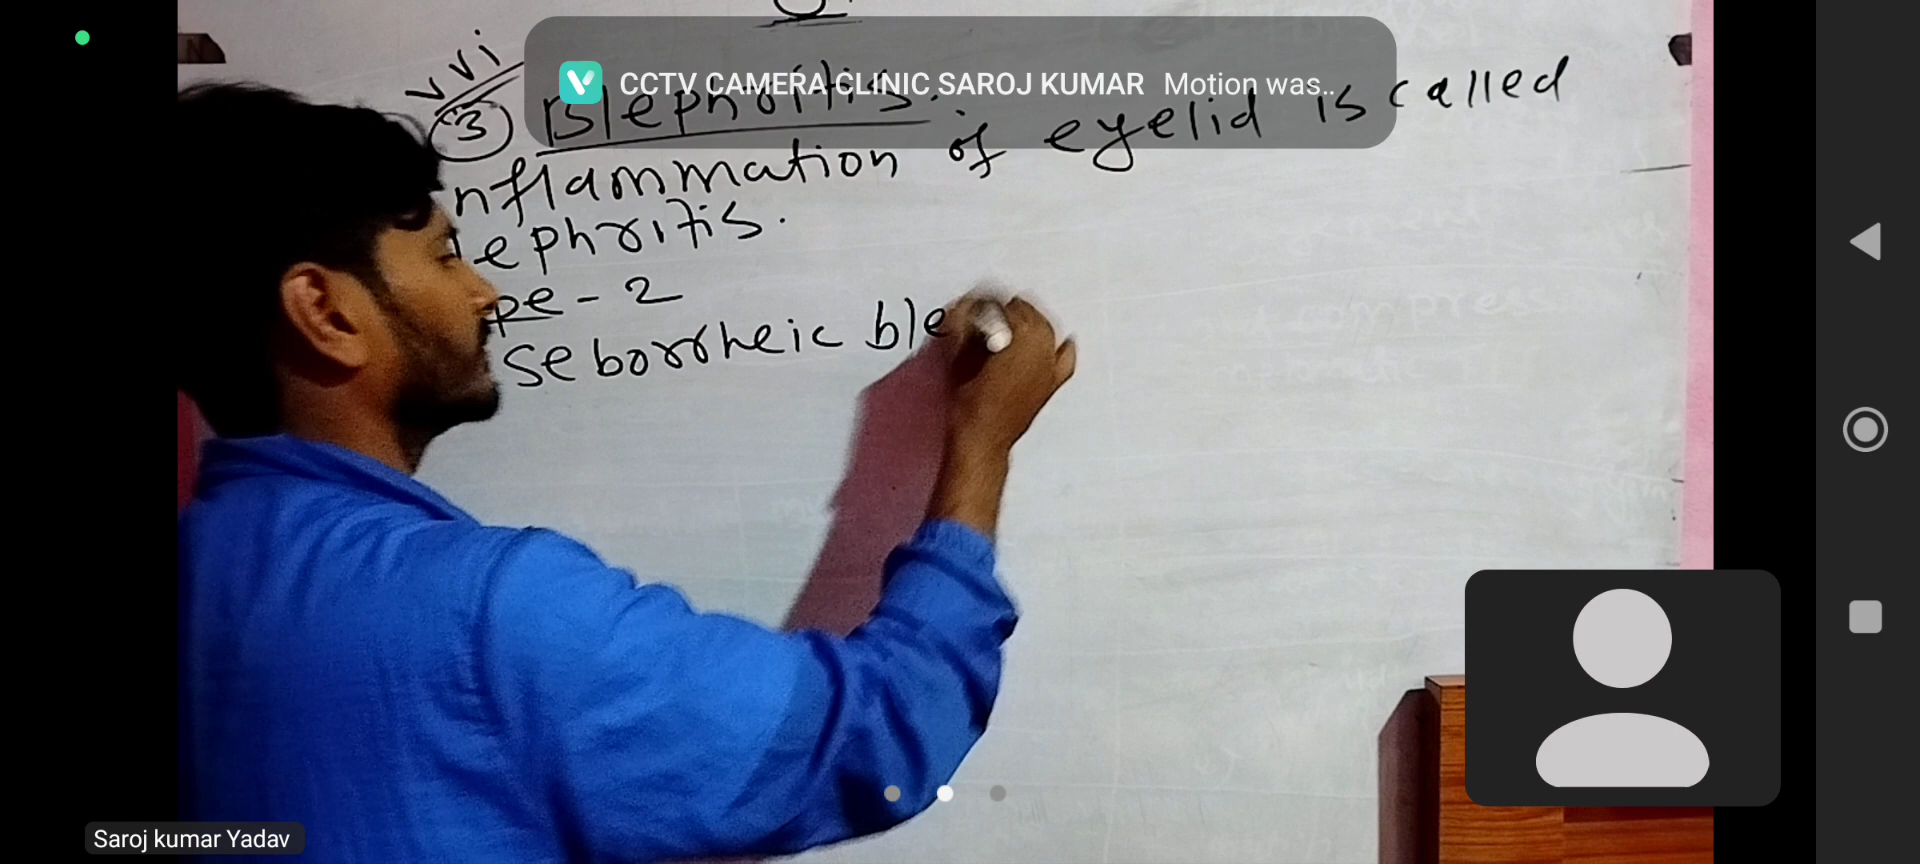 CCTV CAMERA CLINIC SAROJ KUMAR Motion was..
VVi
③ Blephritis.
nflammation of eyelid is called
lephritis.
pe - 2
Seborrheic ble
Saroj kumar Yadav